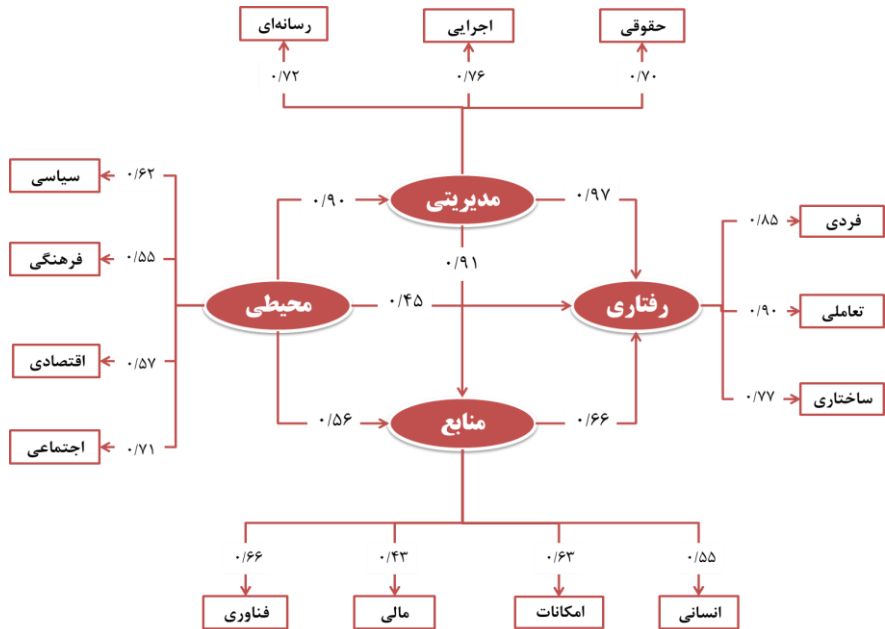 حقوقی
اجرایی
رسانه‌ای
۰/۷۰
۰/۷۶
۰/۷۲
سیاسی
۰/۶۲
مدیریتی
۰/۹۰
۰/۹۷
فردی
۰/۸۵
فرهنگی
۰/۵۵
۰/۹۱
محیطی
۰/۴۵
رفتاری
تعاملی
۰/۹۰
اقتصادی
۰/۵۷
ساختاری
۰/۷۷
منابع
۰/۵۶
۰/۶۶
اجتماعی
۰/۷۱
۰/۵۵
۰/۶۳
۰/۴۳
۰/۶۶
انسانی
امکانات
مالی
فناوری